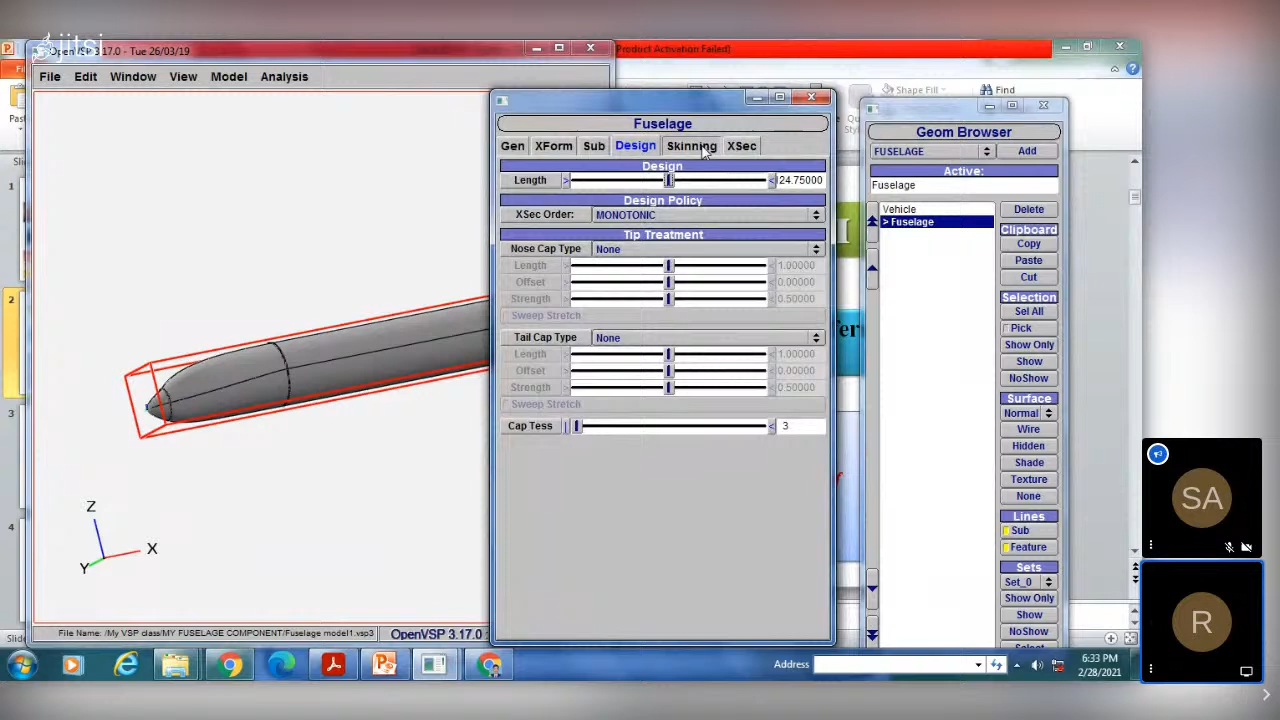 jitsi
OpenVSP 3.17.0 - Tue 26/03/19
Product Activation Failed)
File Edit Window View Model Analysis
Shape Fill
Find
Fuselage
Gen XForm Sub Design Skinning XSec
Design
Length > < 24.75000
Design Policy
XSec Order: MONOTONIC
Tip Treatment
Nose Cap Type None
Length > < 1.00000
Offset > < 0.00000
Strength > < 0.50000
Sweep Stretch
Tail Cap Type None
Length > < 1.00000
Offset > < 0.00000
Strength > < 0.50000
Sweep Stretch
Cap Tess | < 3
Geom Browser
FUSELAGE Add
Active:
Fuselage
Vehicle
> Fuselage
Delete
Clipboard
Copy
Paste
Cut
Selection
Sel All
Pick
Show Only
Show
NoShow
Surface
Normal
Wire
Hidden
Shade
Texture
None
Lines
Sub
Feature
Sets
Set_0
Show Only
Show
NoShow
1
2
3
4
Z
X
Y
File Name: /My VSP class/MY FUSELAGE COMPONENT/Fuselage model1.vsp3
OpenVSP 3.17.0
SA
R
Address
6:33 PM
2/28/2021